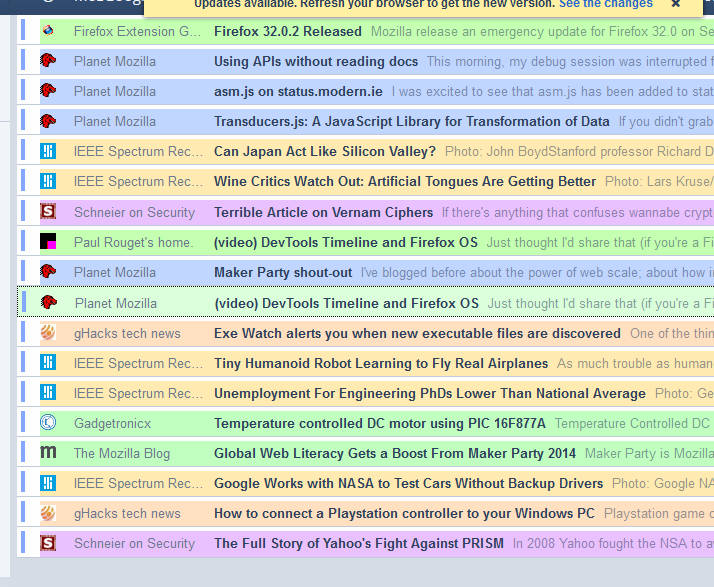 Updates available. Refresh your browser to get the new version. See the changes ×
Firefox Extension G... Firefox 32.0.2 Released Mozilla release an emergency update for Firefox 32.0 on Se
Planet Mozilla Using APIs without reading docs This morning, my debug session was interrupted f
Planet Mozilla asm.js on status.modern.ie I was excited to see that asm.js has been added to stat
Planet Mozilla Transducers.js: A JavaScript Library for Transformation of Data If you didn't grab
IEEE Spectrum Rec... Can Japan Act Like Silicon Valley? Photo: John BoydStanford professor Richard D
IEEE Spectrum Rec... Wine Critics Watch Out: Artificial Tongues Are Getting Better Photo: Lars Kruse/
Schneier on Security Terrible Article on Vernam Ciphers If there's anything that confuses wannabe crypt
Paul Rouget's home. (video) DevTools Timeline and Firefox OS Just thought I'd share that (if you're a Fi
Planet Mozilla Maker Party shout-out I've blogged before about the power of web scale; about how i
Planet Mozilla (video) DevTools Timeline and Firefox OS Just thought I'd share that (if you're a Fi
gHacks tech news Exe Watch alerts you when new executable files are discovered One of the thin
IEEE Spectrum Rec... Tiny Humanoid Robot Learning to Fly Real Airplanes As much trouble as human
IEEE Spectrum Rec... Unemployment For Engineering PhDs Lower Than National Average Photo: Ge
Gadgetronicx Temperature controlled DC motor using PIC 16F877A Temperature Controlled DC
The Mozilla Blog Global Web Literacy Gets a Boost From Maker Party 2014 Maker Party is Mozilla
IEEE Spectrum Rec... Google Works with NASA to Test Cars Without Backup Drivers Photo: Google NA
gHacks tech news How to connect a Playstation controller to your Windows PC Playstation game c
Schneier on Security The Full Story of Yahoo's Fight Against PRISM In 2008 Yahoo fought the NSA to a